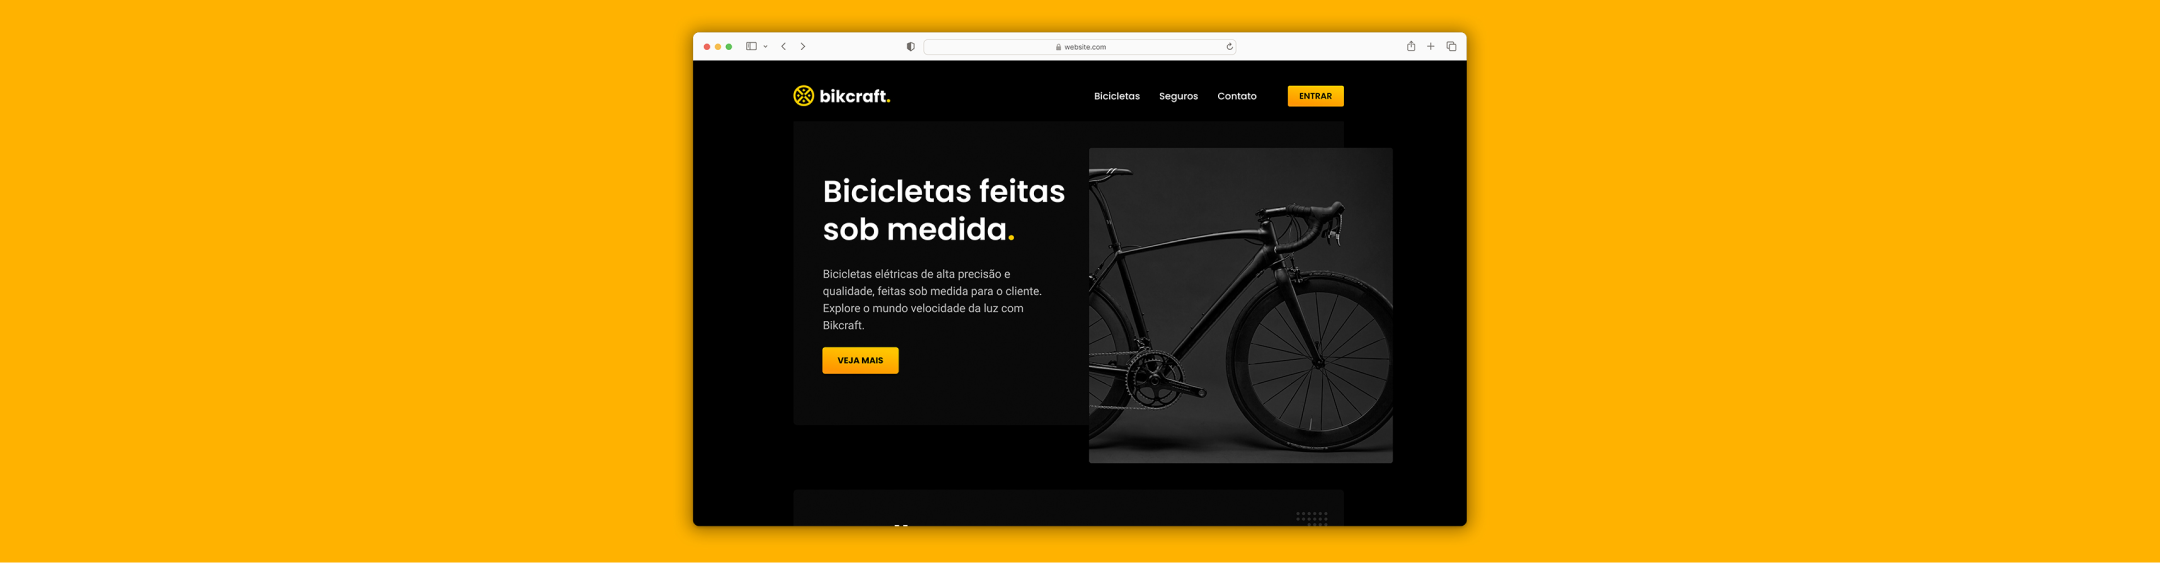 website.com
bikcraft.
Bicicletas Seguros Contato ENTRAR
Bicicletas feitas
sob medida.
Bicicletas elétricas de alta precisão e
qualidade, feitas sob medida para o cliente.
Explore o mundo velocidade da luz com
Bikcraft.
VEJA MAIS